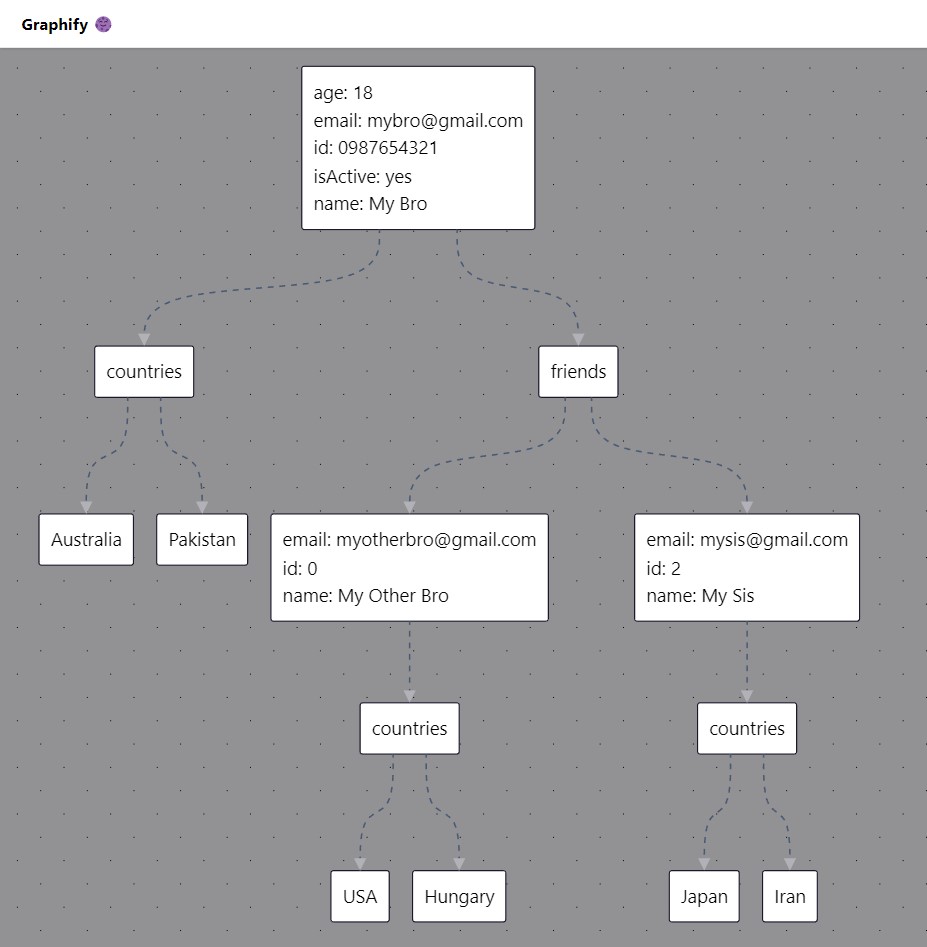 Graphify
age: 18
email: mybro@gmail.com
id: 0987654321
isActive: yes
name: My Bro
countries
friends
Australia
Pakistan
email: myotherbro@gmail.com
id: 0
name: My Other Bro
email: mysis@gmail.com
id: 2
name: My Sis
countries
countries
USA
Hungary
Japan
Iran